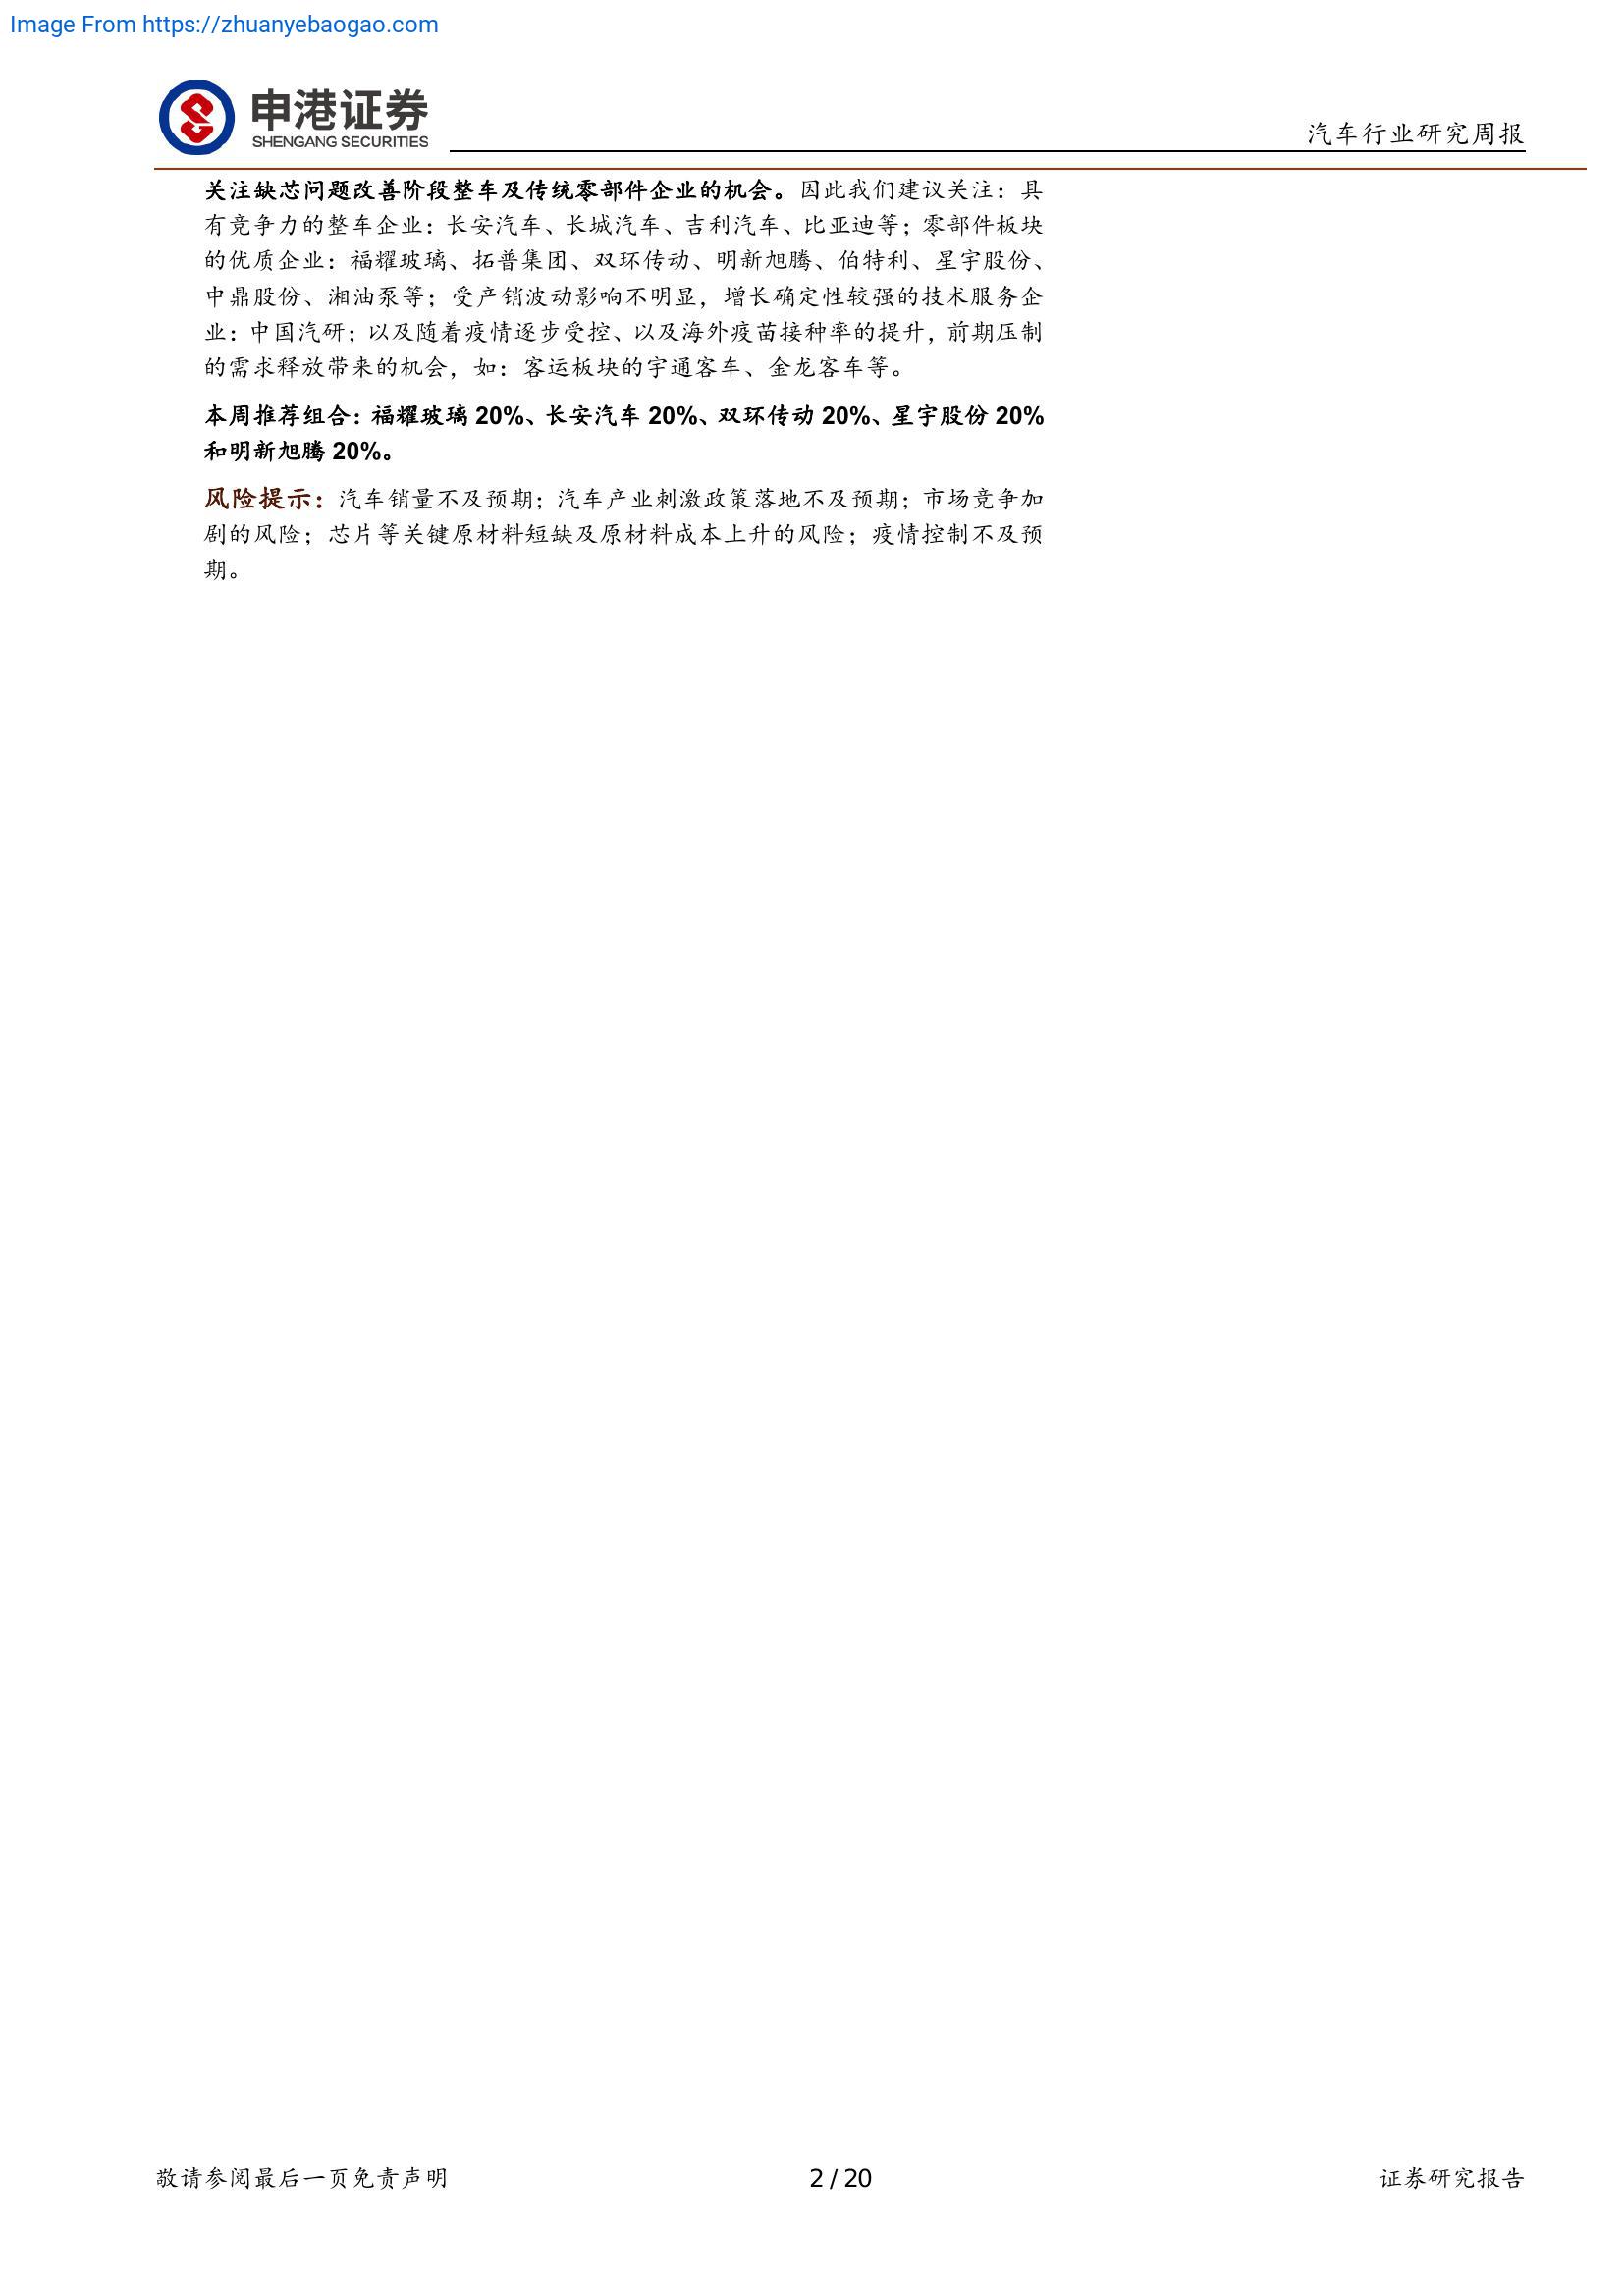 Image From https://zhuanyebaogao.com
申港证券
SHENGANG SECURITIES
汽车行业研究周报
关注缺芯问题改善阶段整车及传统零部件企业的机会。因此我们建议关注：具
有竞争力的整车企业：长安汽车、长城汽车、吉利汽车、比亚迪等；零部件板块
的优质企业：福耀玻璃、拓普集团、双环传动、明新旭腾、伯特利、星宇股份、
中鼎股份、湘油泵等；受产销波动影响不明显，增长确定性较强的技术服务企
业：中国汽研；以及随着疫情逐步受控、以及海外疫苗接种率的提升，前期压制
的需求释放带来的机会，如：客运板块的宇通客车、金龙客车等。
本周推荐组合：福耀玻璃 20%、长安汽车 20%、双环传动 20%、星宇股份 20%
和明新旭腾 20%。
风险提示：汽车销量不及预期；汽车产业刺激政策落地不及预期；市场竞争加
剧的风险；芯片等关键原材料短缺及原材料成本上升的风险；疫情控制不及预
期。
敬请参阅最后一页免责声明
2 / 20
证券研究报告